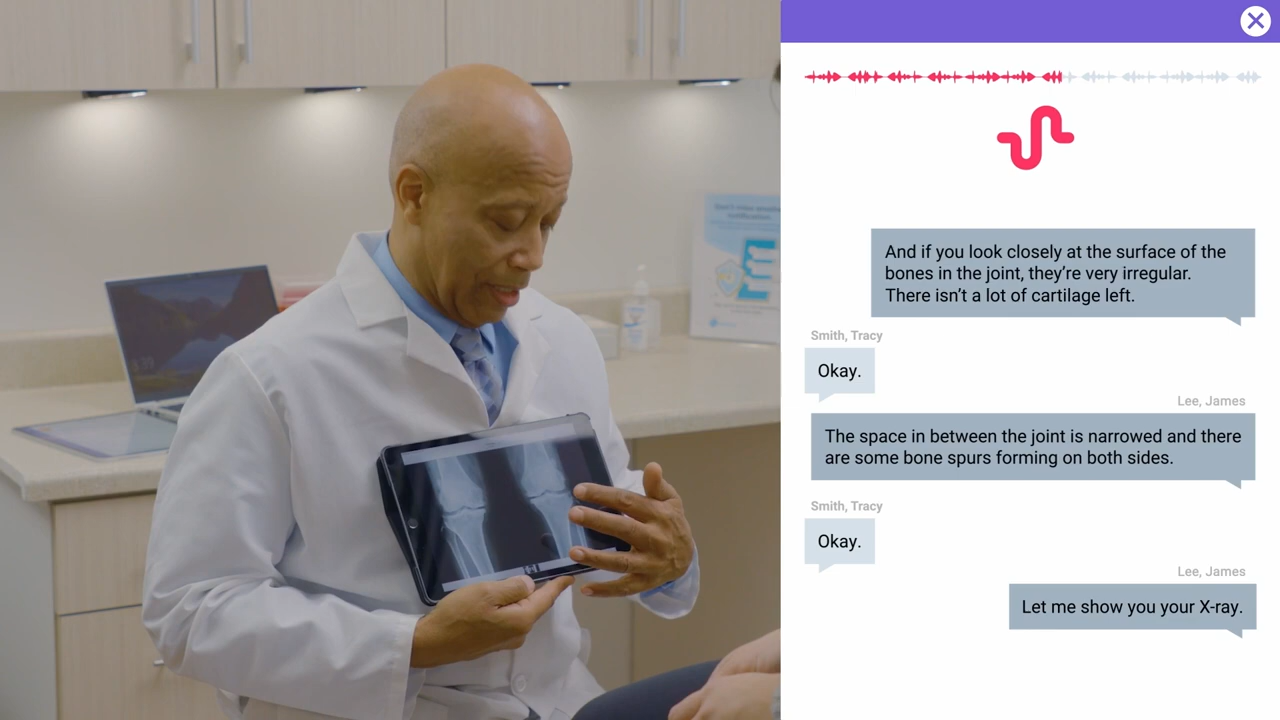 And if you look closely at the surface of the
bones in the joint, they’re very irregular.
There isn’t a lot of cartilage left.
Smith, Tracy
Okay.
Lee, James
The space in between the joint is narrowed and there
are some bone spurs forming on both sides.
Smith, Tracy
Okay.
Lee, James
Let me show you your X-ray.